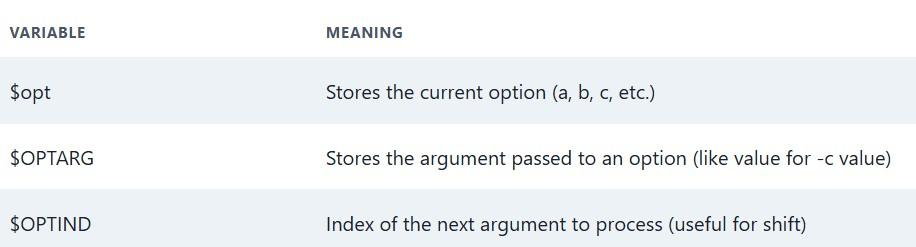 VARIABLE MEANING
$opt Stores the current option (a, b, c, etc.)
$OPTARG Stores the argument passed to an option (like value for -c value)
$OPTIND Index of the next argument to process (useful for shift)